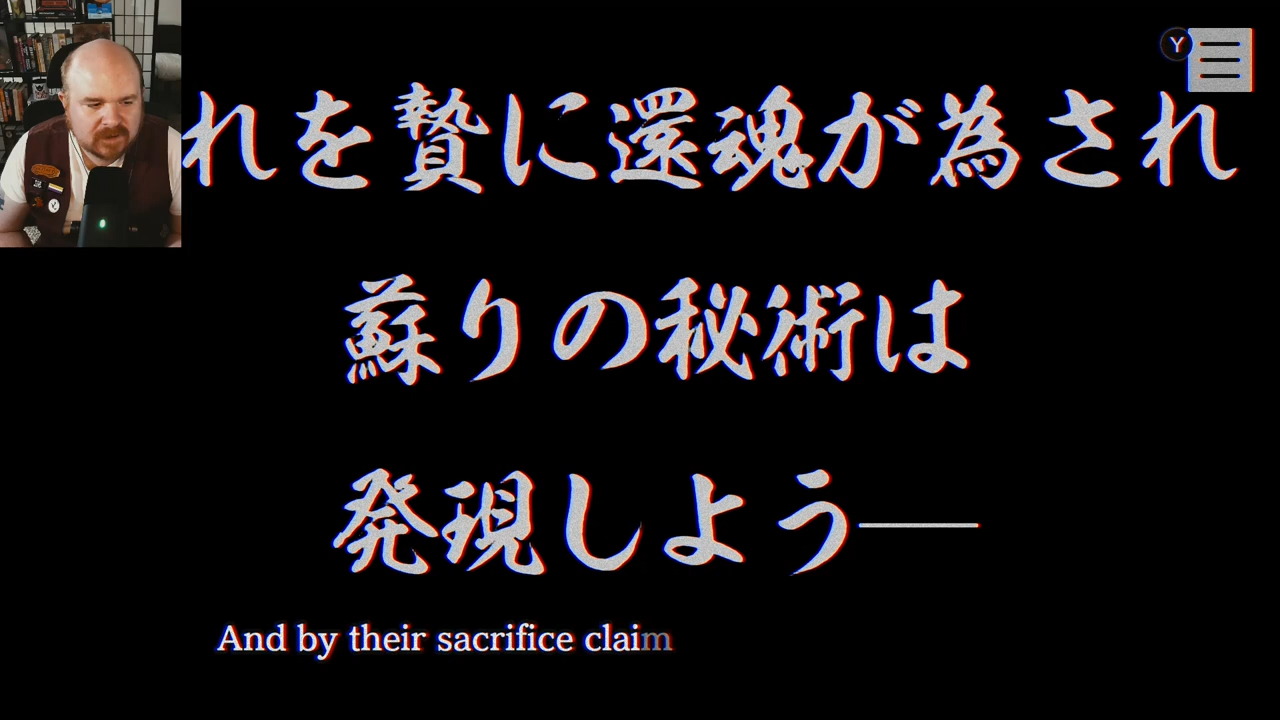 Y
れを贄に還魂が為され
蘇りの秘術は
発現しよう――
And by their sacrifice claim